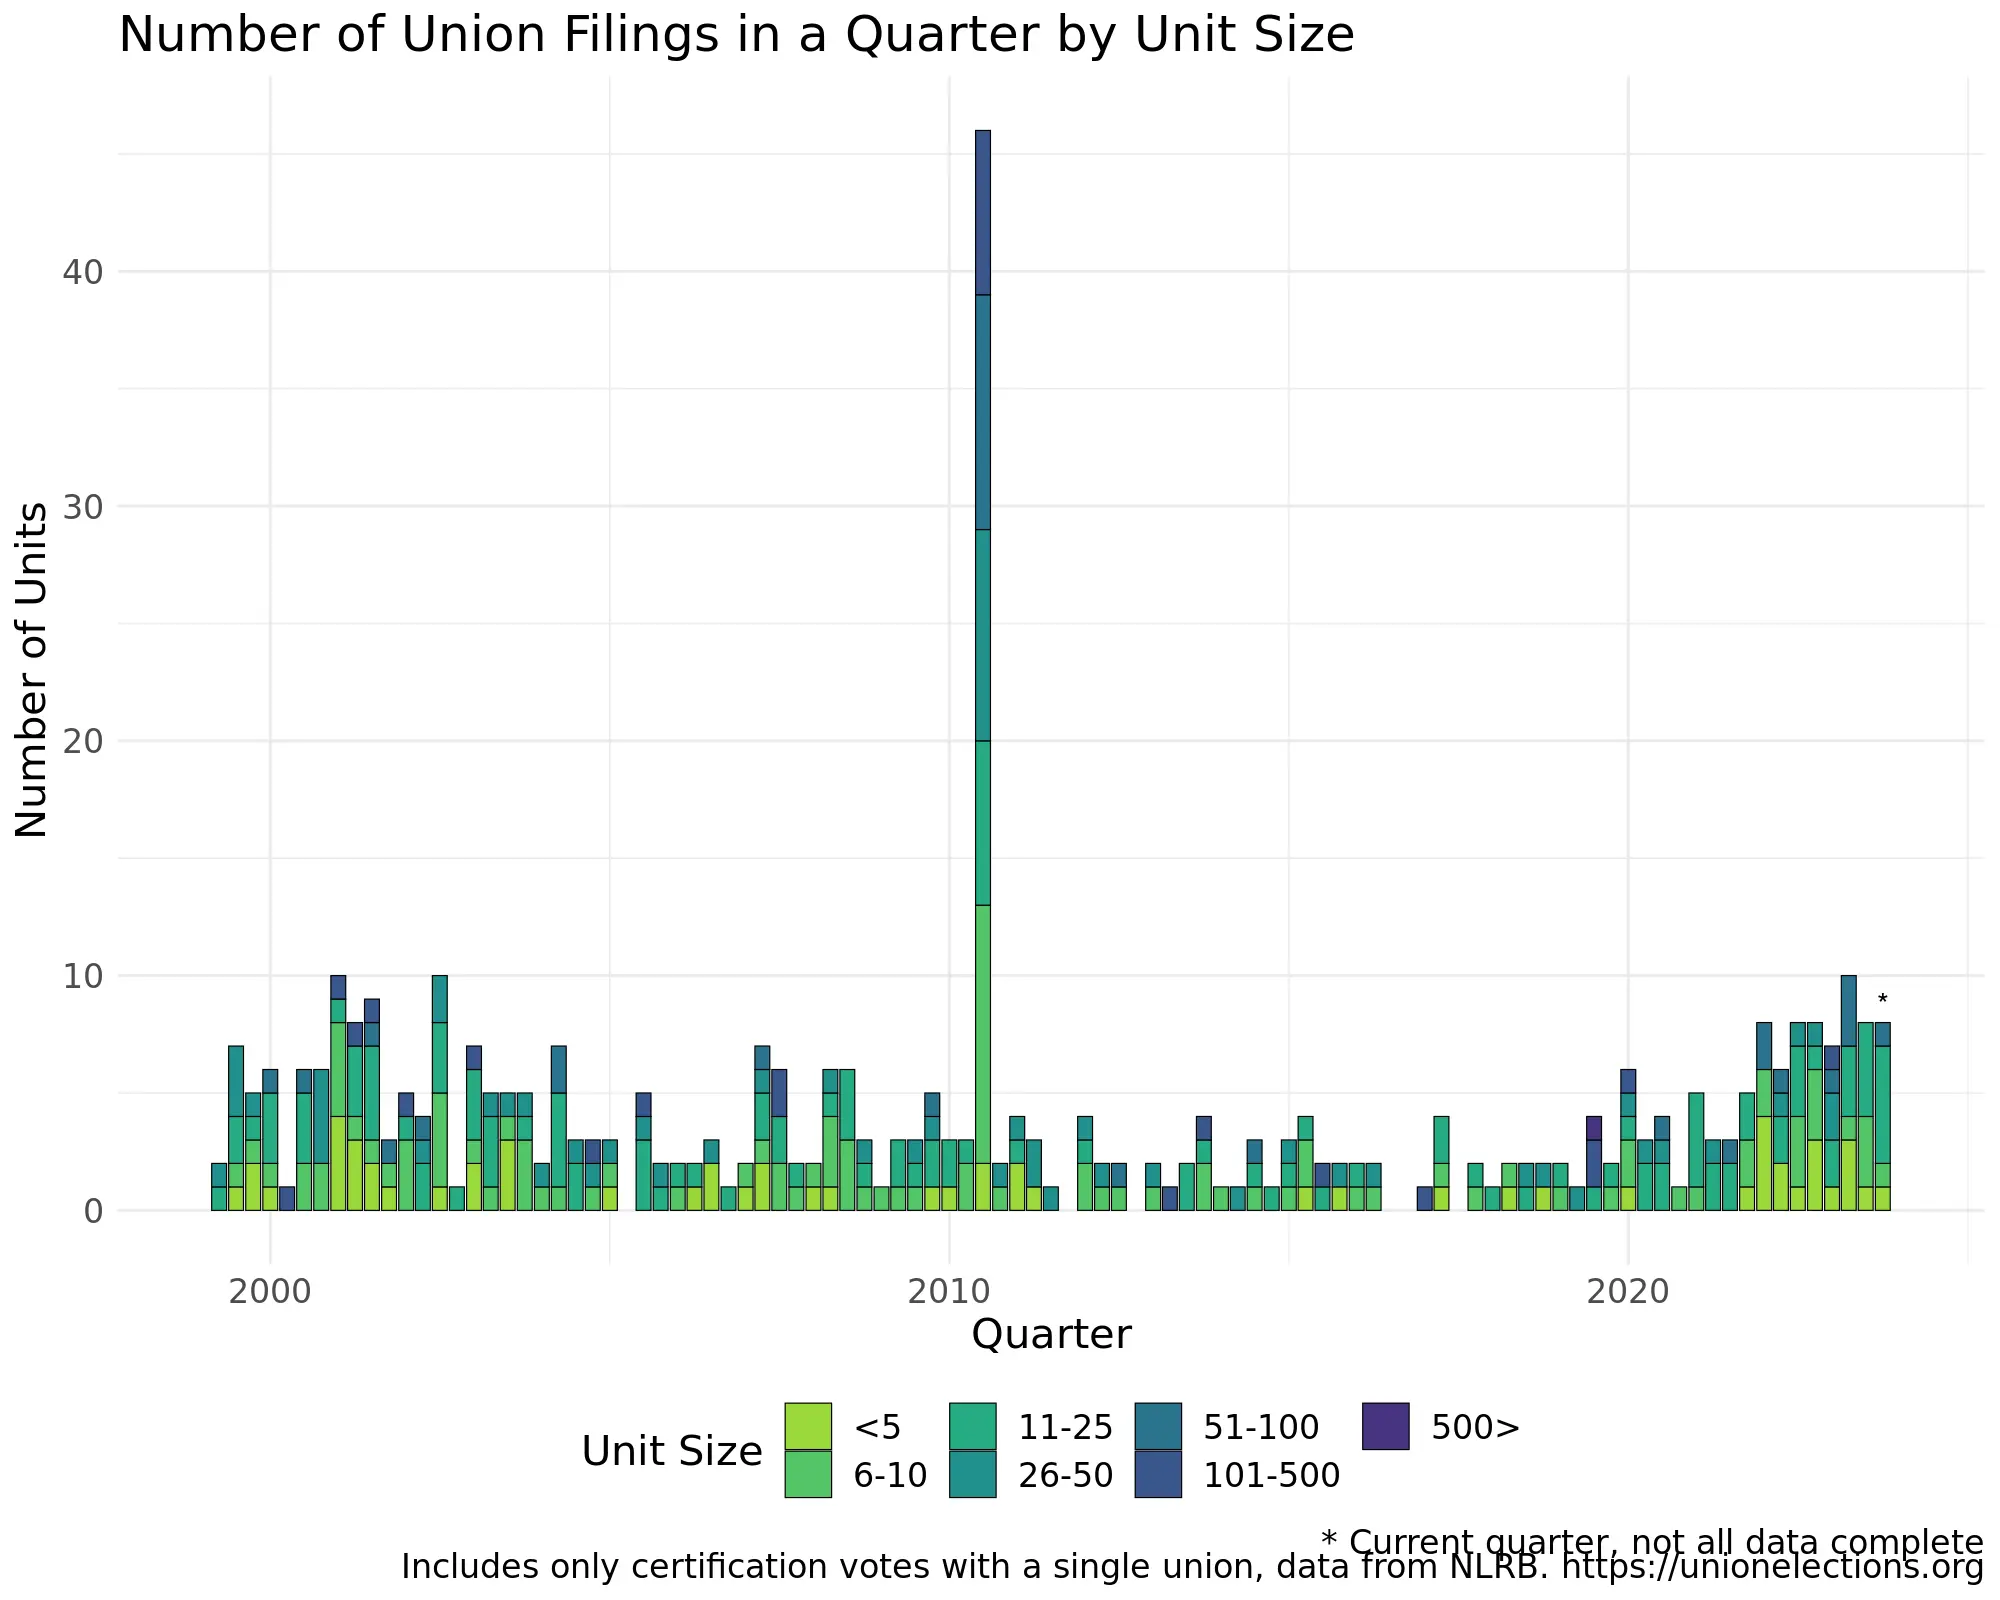 Number of Union Filings in a Quarter by Unit Size
Number of Units
40
30
20
10
0
*
2000 2010 2020
Quarter
Unit Size
<5 11-25 51-100 500>
6-10 26-50 101-500
* Current quarter, not all data complete
Includes only certification votes with a single union, data from NLRB. https://unionelections.org